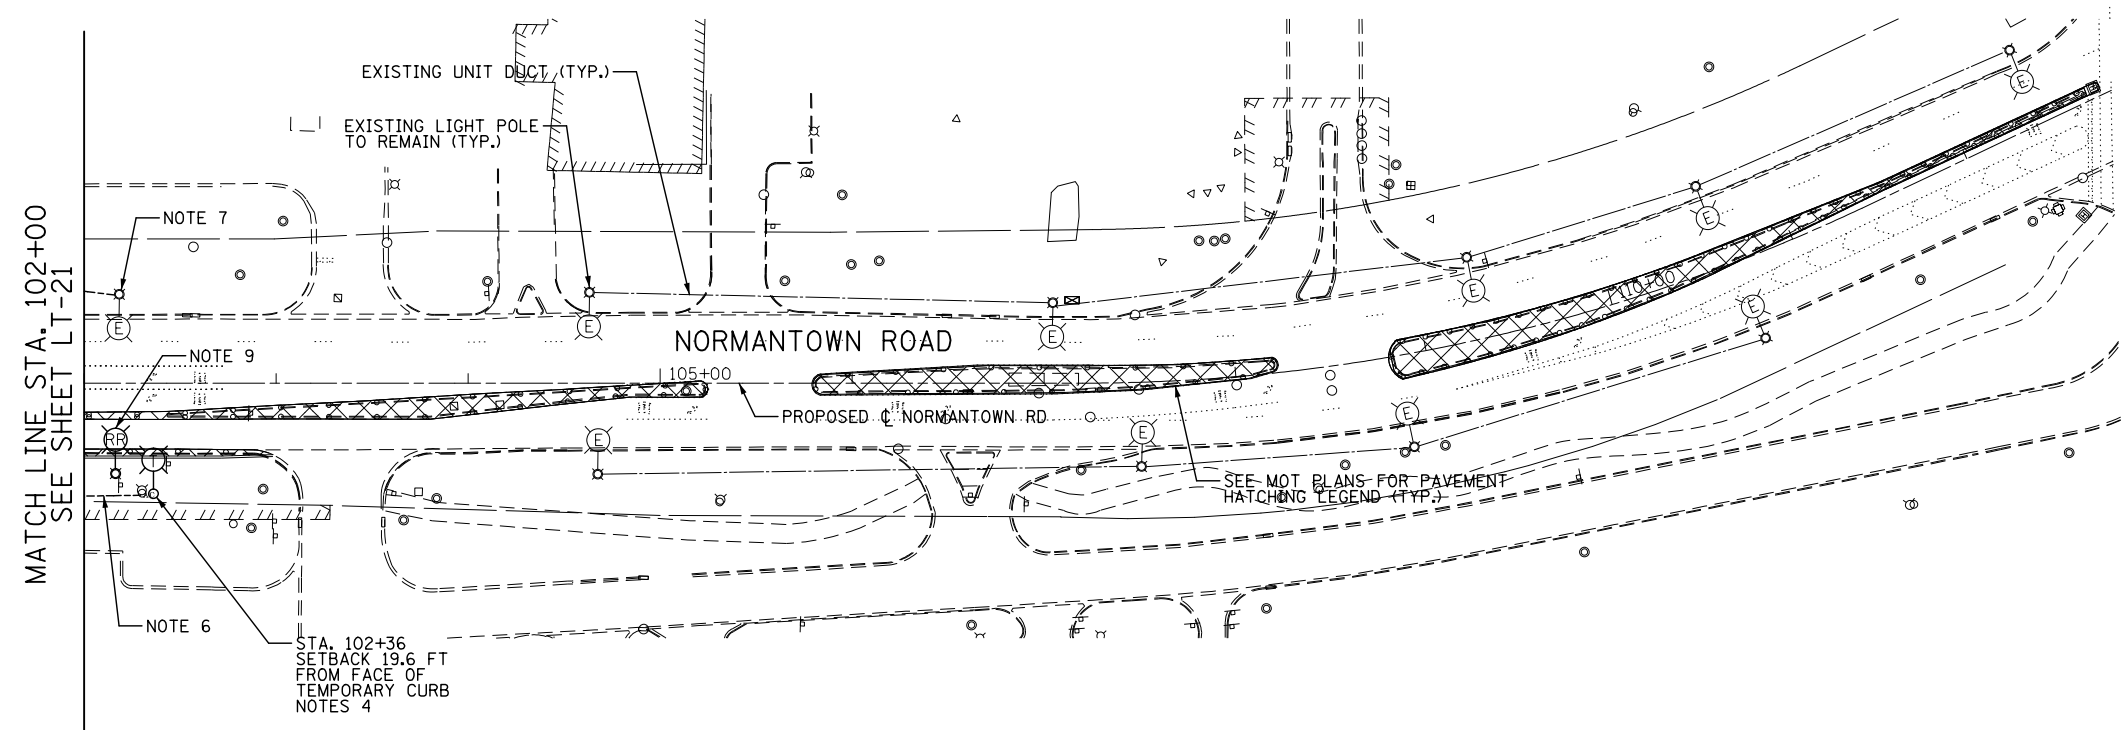 EXISTING UNIT DUCT (TYP.)
EXISTING LIGHT POLE
TO REMAIN (TYP.)
NOTE 7
MATCH LINE STA. 102+00
SEE SHEET LT-21
E
E
E
E
E
E
E
NORMANTOWN ROAD
110+00
NOTE 9
105+00
PROPOSED ℄ NORMANTOWN RD
RR
T
E
E
E
SEE MOT PLANS FOR PAVEMENT
HATCHING LEGEND (TYP.)
NOTE 6
STA. 102+36
SETBACK 19.6 FT
FROM FACE OF
TEMPORARY CURB
NOTES 4